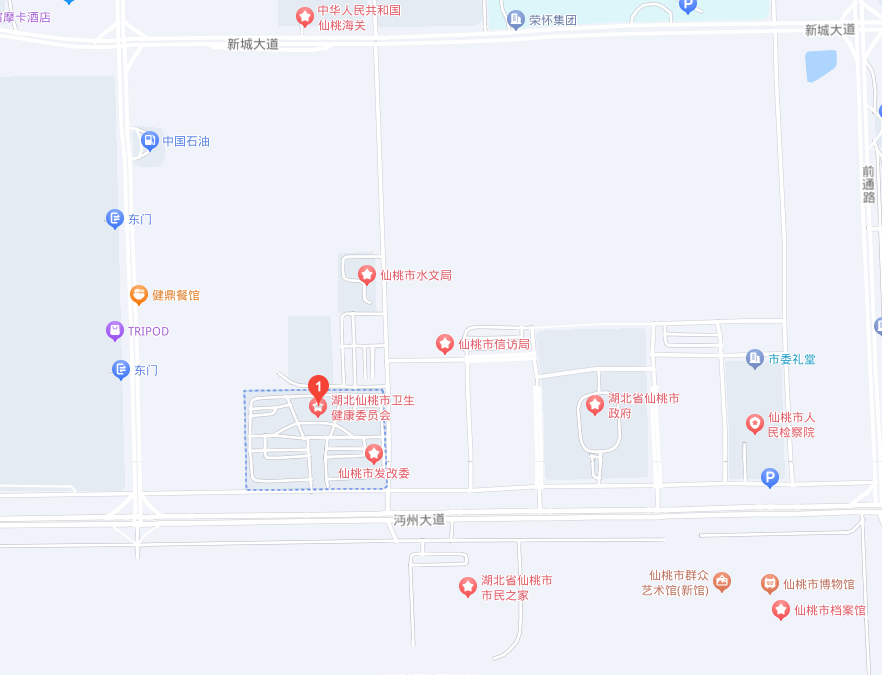 摩卡酒店
中华人民共和国
仙桃海关
荣怀集团
P
新城大道
新城大道
中国石油
前通路
东门
仙桃市水文局
健鼎餐馆
TRIPOD
仙桃市信访局
东门
市委礼堂
1
湖北仙桃市卫生
健康委员会
湖北省仙桃市
政府
仙桃市人
民检察院
仙桃市发改委
P
沔州大道
湖北省仙桃市
市民之家
仙桃市群众
艺术馆(新馆)
仙桃市博物馆
仙桃市档案馆